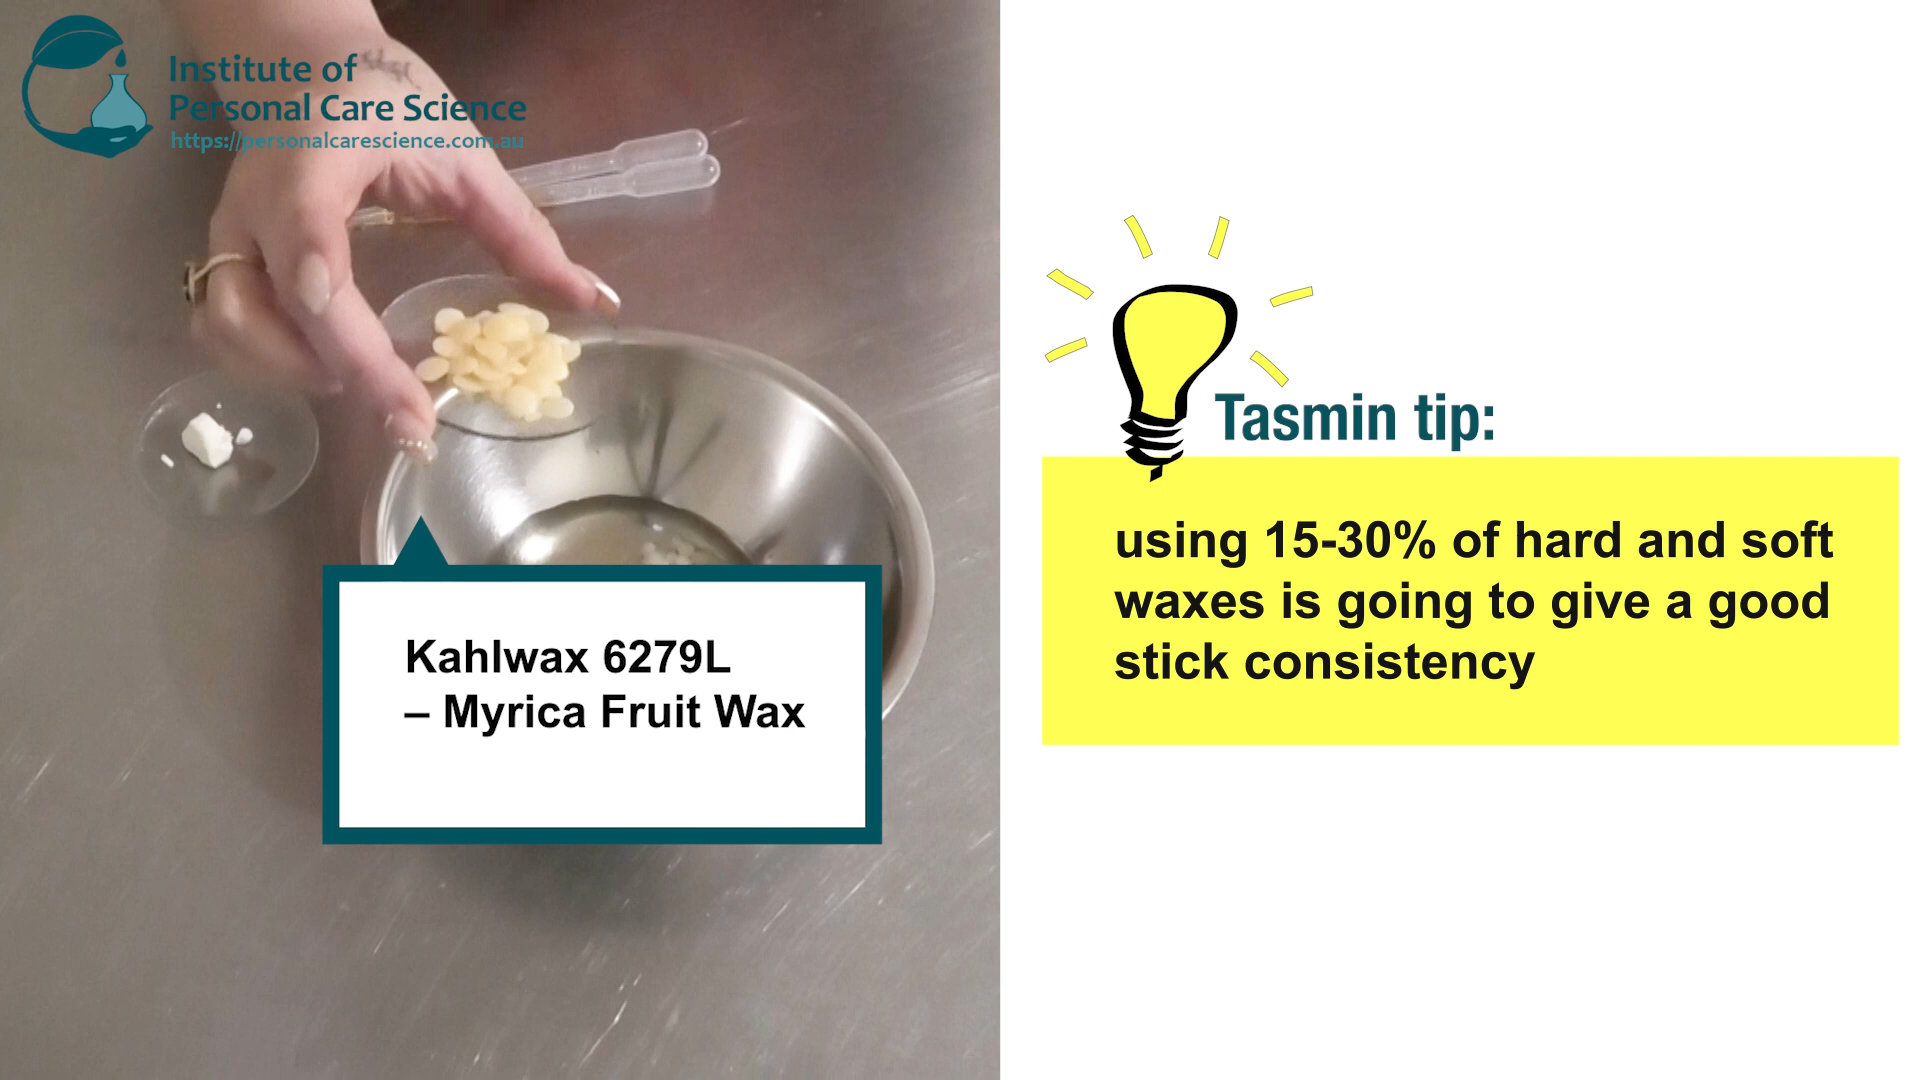 Institute of
Personal Care Science
https://personalcarescience.com.au
Tasmin tip:
using 15-30% of hard and soft
waxes is going to give a good
stick consistency
Kahlwax 6279L
– Myrica Fruit Wax